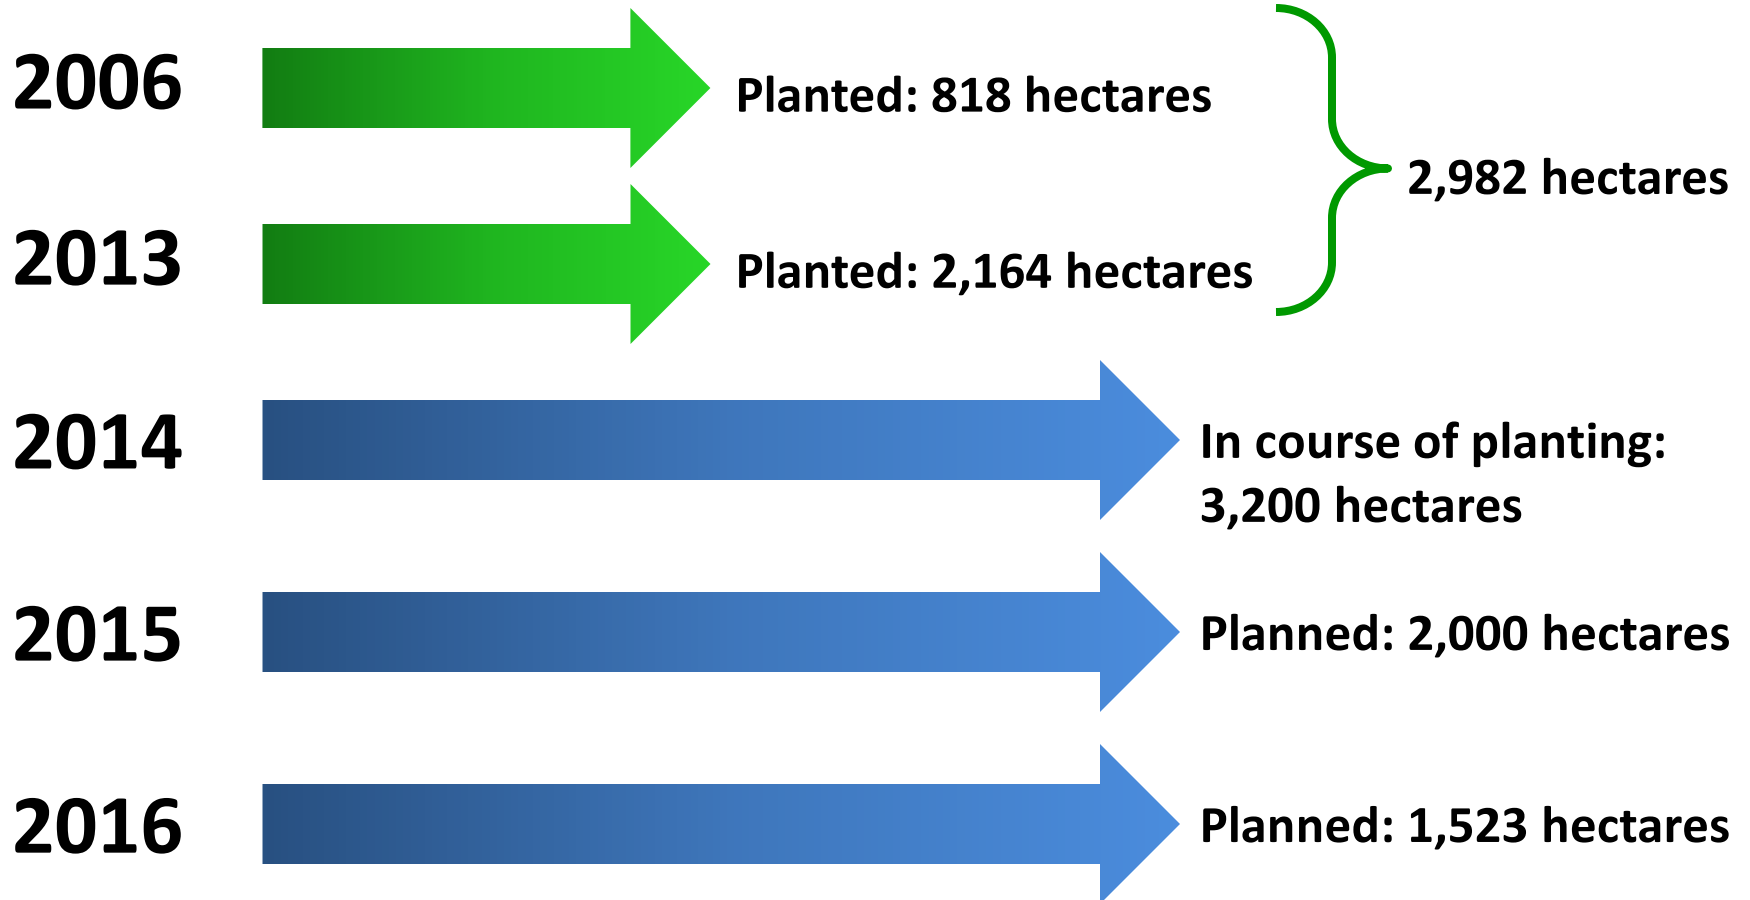 2006
Planted: 818 hectares
2,982 hectares
2013
Planted: 2,164 hectares
2014
In course of planting:
3,200 hectares
2015
Planned: 2,000 hectares
2016
Planned: 1,523 hectares